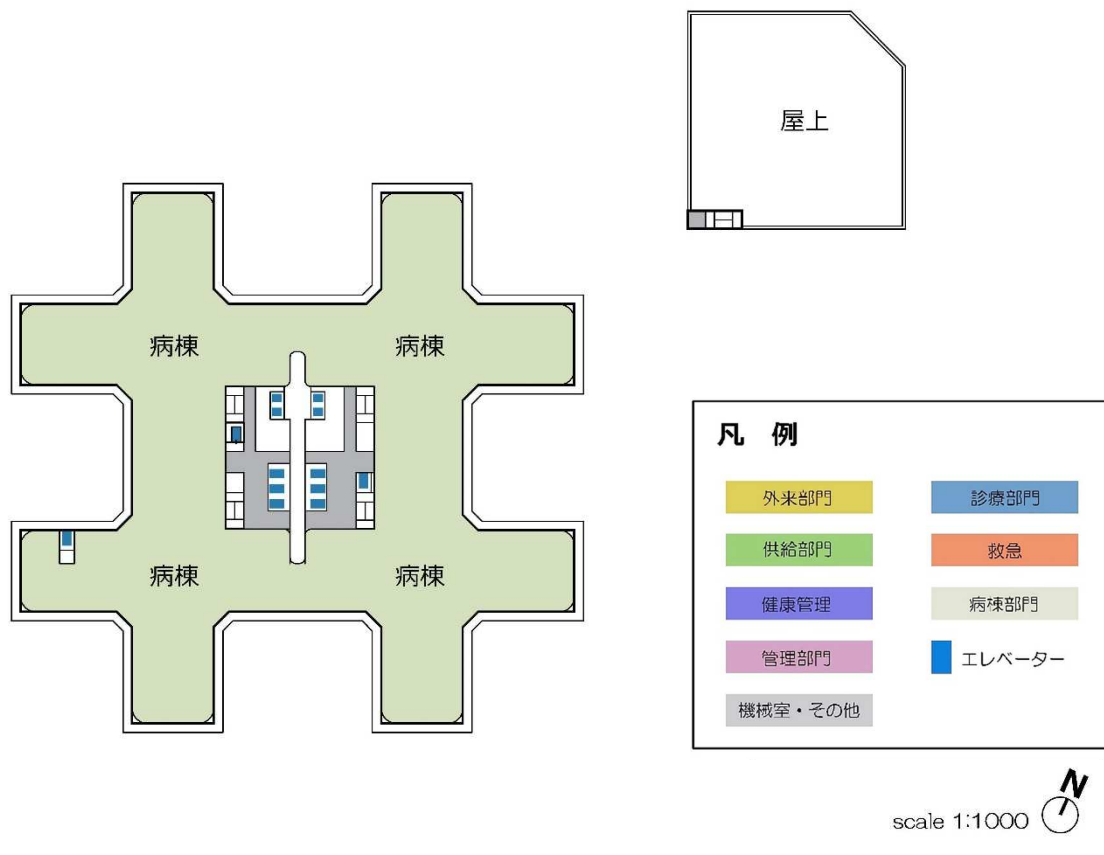 屋上
病棟
病棟
病棟
病棟
凡 例
外来部門
診療部門
供給部門
救急
健康管理
病棟部門
管理部門
エレベーター
機械室・その他
N
scale 1:1000